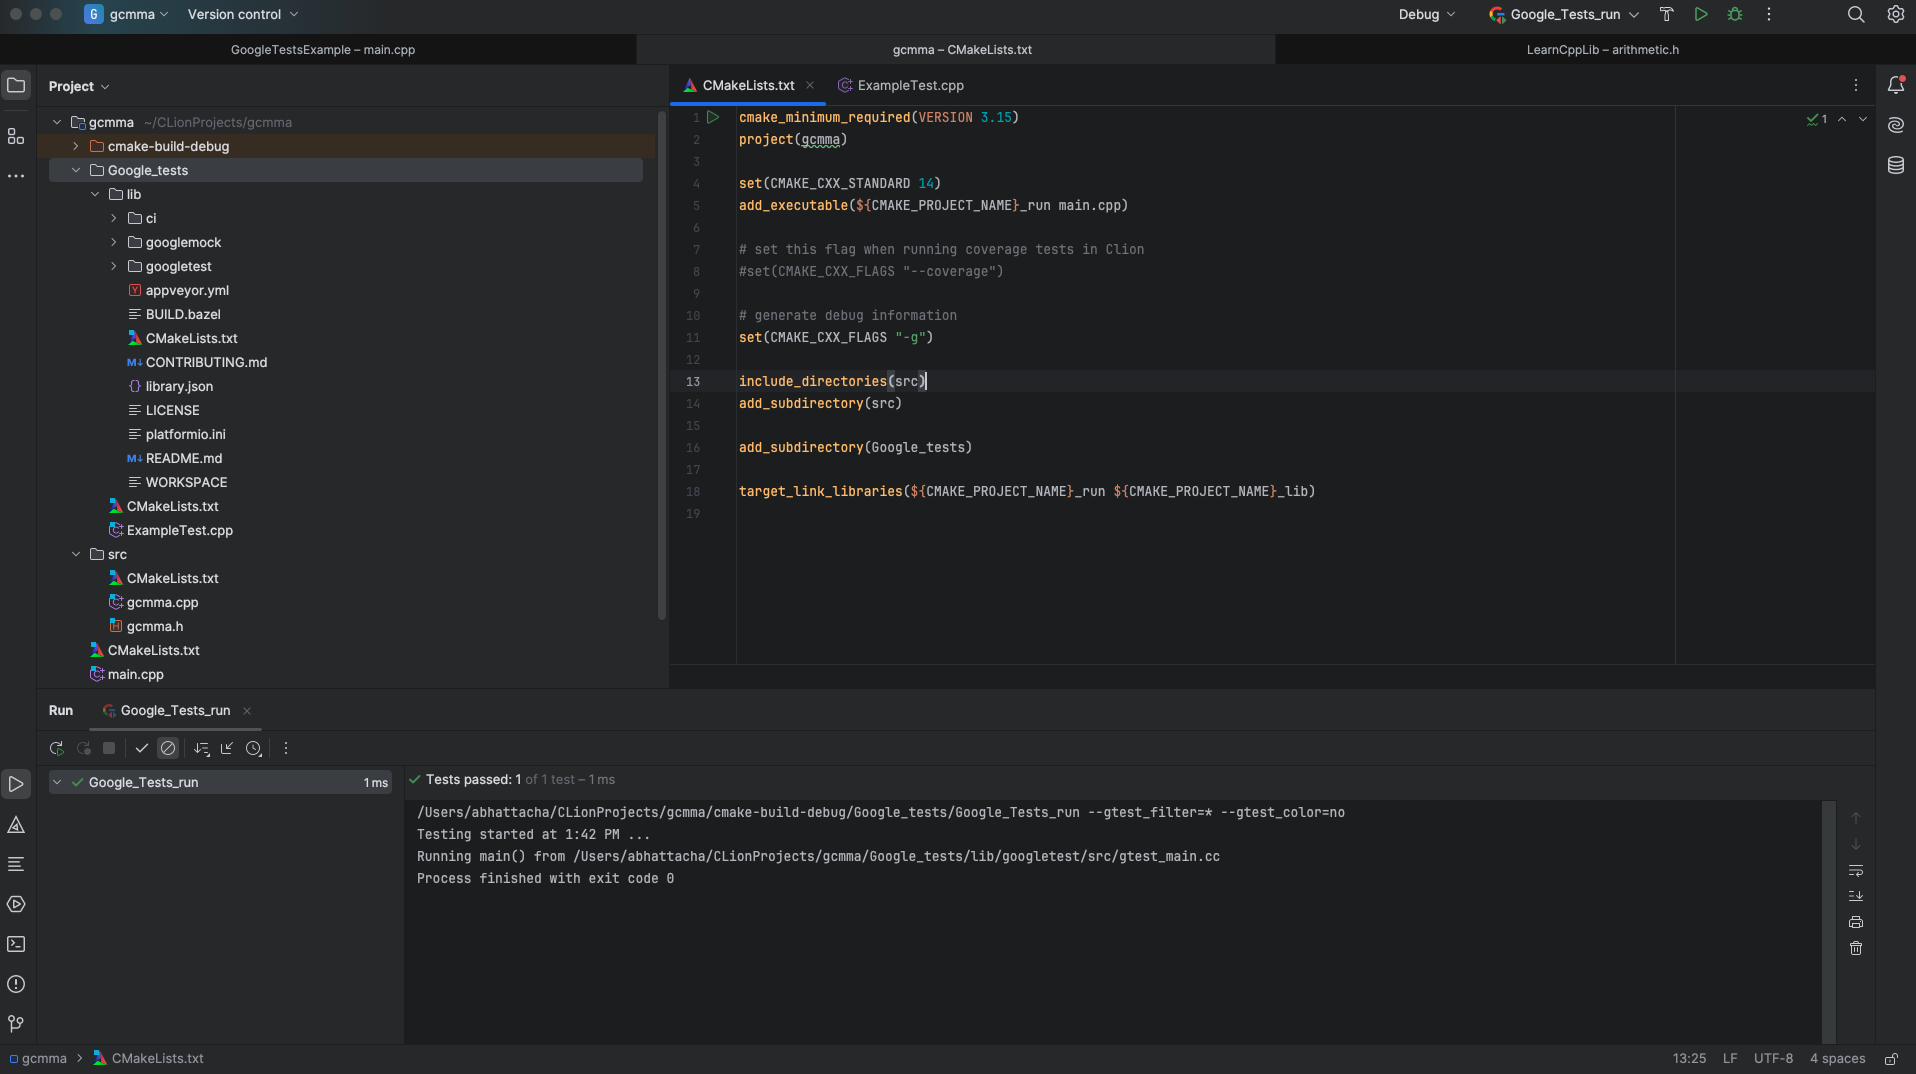 G gcmma Version control Debug Google_Tests_run
GoogleTestsExample – main.cpp gcmma – CMakeLists.txt LearnCppLib – arithmetic.h
Project
gcmma ~/CLionProjects/gcmma
cmake-build-debug
Google_tests
lib
ci
googlemock
googletest
appveyor.yml
BUILD.bazel
CMakeLists.txt
CONTRIBUTING.md
library.json
LICENSE
platformio.ini
README.md
WORKSPACE
CMakeLists.txt
ExampleTest.cpp
src
CMakeLists.txt
gcmma.cpp
gcmma.h
CMakeLists.txt
main.cpp
CMakeLists.txt ExampleTest.cpp
1 cmake_minimum_required(VERSION 3.15) 1
2 project(gcmma)
3
4 set(CMAKE_CXX_STANDARD 14)
5 add_executable(${CMAKE_PROJECT_NAME}_run main.cpp)
6
7 # set this flag when running coverage tests in Clion
8 #set(CMAKE_CXX_FLAGS "--coverage")
9
10 # generate debug information
11 set(CMAKE_CXX_FLAGS "-g")
12
13 include_directories(src)
14 add_subdirectory(src)
15
16 add_subdirectory(Google_tests)
17
18 target_link_libraries(${CMAKE_PROJECT_NAME}_run ${CMAKE_PROJECT_NAME}_lib)
19
Run Google_Tests_run
Google_Tests_run 1 ms
Tests passed: 1 of 1 test – 1 ms
/Users/abhattacha/CLionProjects/gcmma/cmake-build-debug/Google_tests/Google_Tests_run --gtest_filter=* --gtest_color=no
Testing started at 1:42 PM ...
Running main() from /Users/abhattacha/CLionProjects/gcmma/Google_tests/lib/googletest/src/gtest_main.cc
Process finished with exit code 0
gcmma CMakeLists.txt 13:25 LF UTF-8 4 spaces